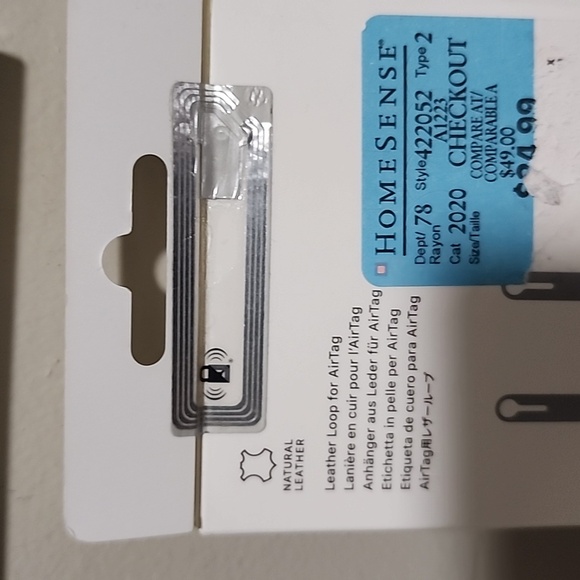 HOMESENSE®
Dept/ 78 Style 422052 Type 2
Rayon A1223
Cat 2020 CHECKOUT
Size/Taille COMPARE AT/
COMPARABLE A
$49.00
$24.99
NATURAL
LEATHER
Leather Loop for AirTag
Lanière en cuir pour l'AirTag
Anhänger aus Leder für AirTag
Etichetta in pelle per AirTag
Etiqueta de cuero para AirTag
AirTag用レザーループ